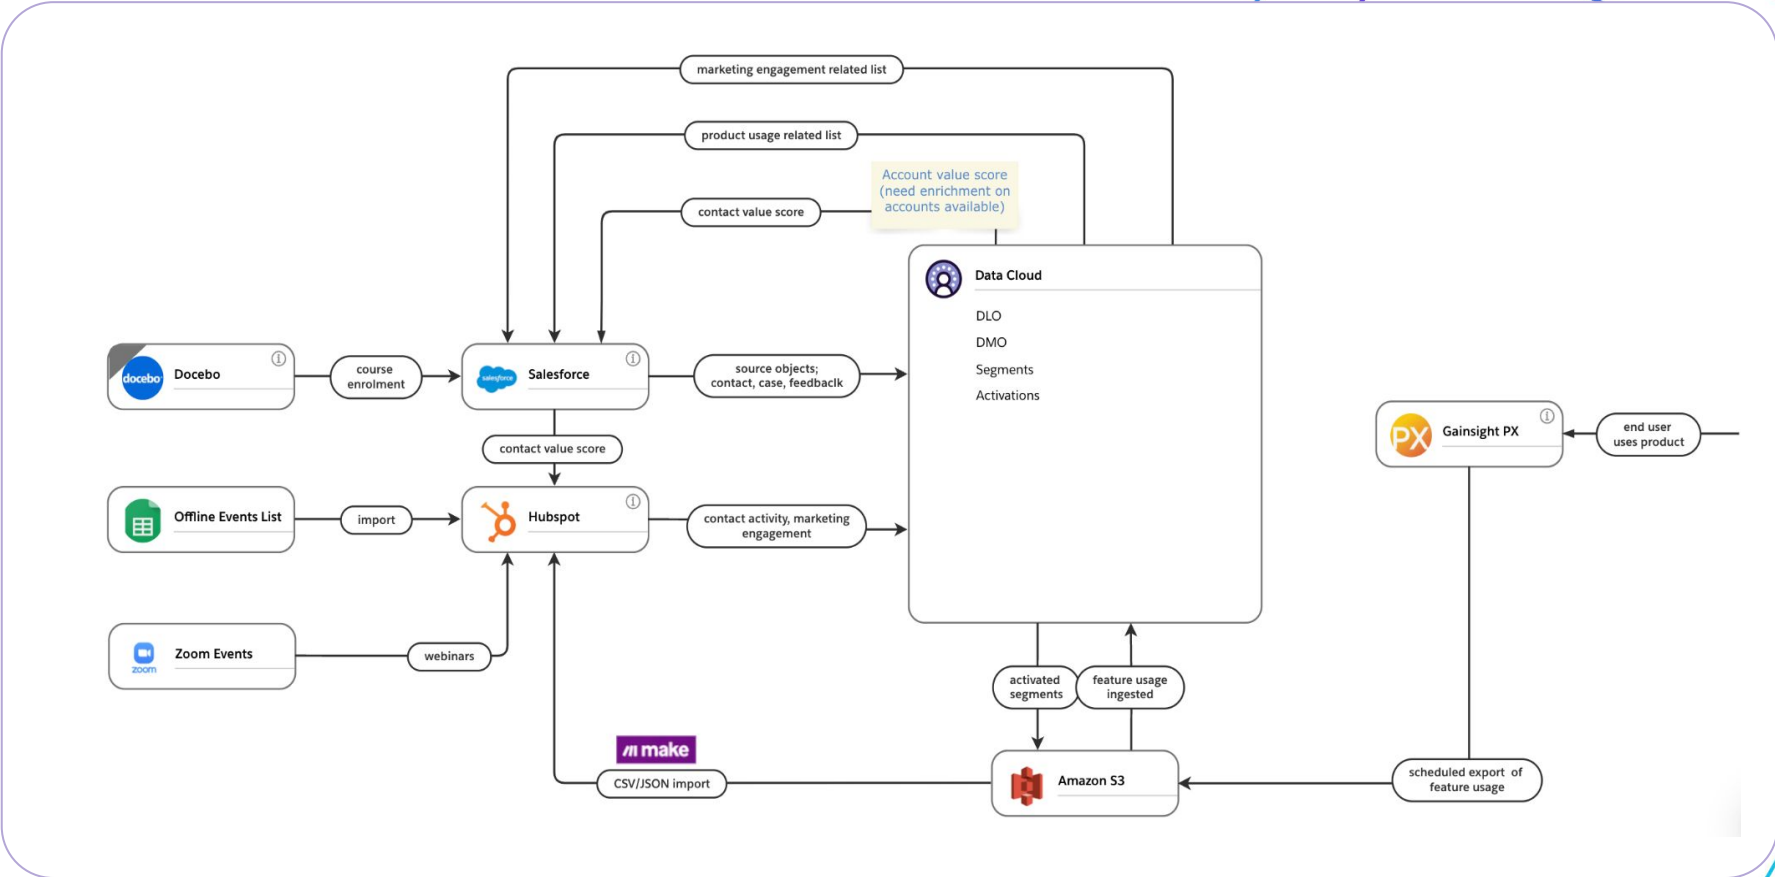 marketing engagement related list
product usage related list
Account value score
(need enrichment on
accounts available)
contact value score
Data Cloud
DLO
DMO
Segments
Activations
docebo
Docebo
course
enrolment
salesforce
Salesforce
source objects;
contact, case, feedbaclk
PX
Gainsight PX
end user
uses product
contact value score
Offline Events List
import
Hubspot
contact activity, marketing
engagement
zoom
Zoom Events
webinars
activated
segments
feature usage
ingested
make
CSV/JSON import
Amazon S3
scheduled export of
feature usage